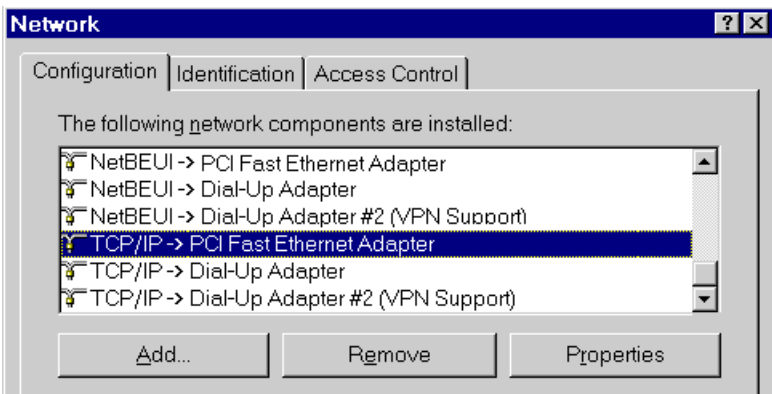 Network
Configuration Identification Access Control
The following network components are installed:
NetBEUI -> PCI Fast Ethernet Adapter
NetBEUI -> Dial-Up Adapter
NetBEUI -> Dial-Up Adapter #2 (VPN Support)
TCP/IP -> PCI Fast Ethernet Adapter
TCP/IP -> Dial-Up Adapter
TCP/IP -> Dial-Up Adapter #2 (VPN Support)
Add... Remove Properties